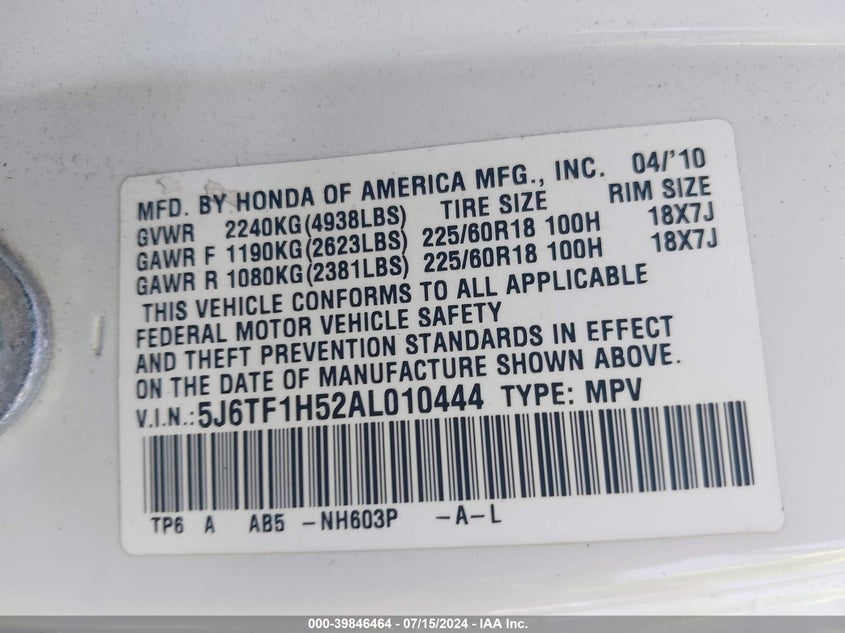 MFD. BY HONDA OF AMERICA MFG., INC. 04/'10
GVWR 2240KG(4938LBS) TIRE SIZE RIM SIZE
GAWR F 1190KG(2623LBS) 225/60R18 100H 18X7J
GAWR R 1080KG(2381LBS) 225/60R18 100H 18X7J
THIS VEHICLE CONFORMS TO ALL APPLICABLE
FEDERAL MOTOR VEHICLE SAFETY
AND THEFT PREVENTION STANDARDS IN EFFECT
ON THE DATE OF MANUFACTURE SHOWN ABOVE.
V.I.N.:5J6TF1H52AL010444 TYPE: MPV
TP6 A AB5 -NH603P -A-L
000-39846464 - 07/15/2024 - IAA Inc.